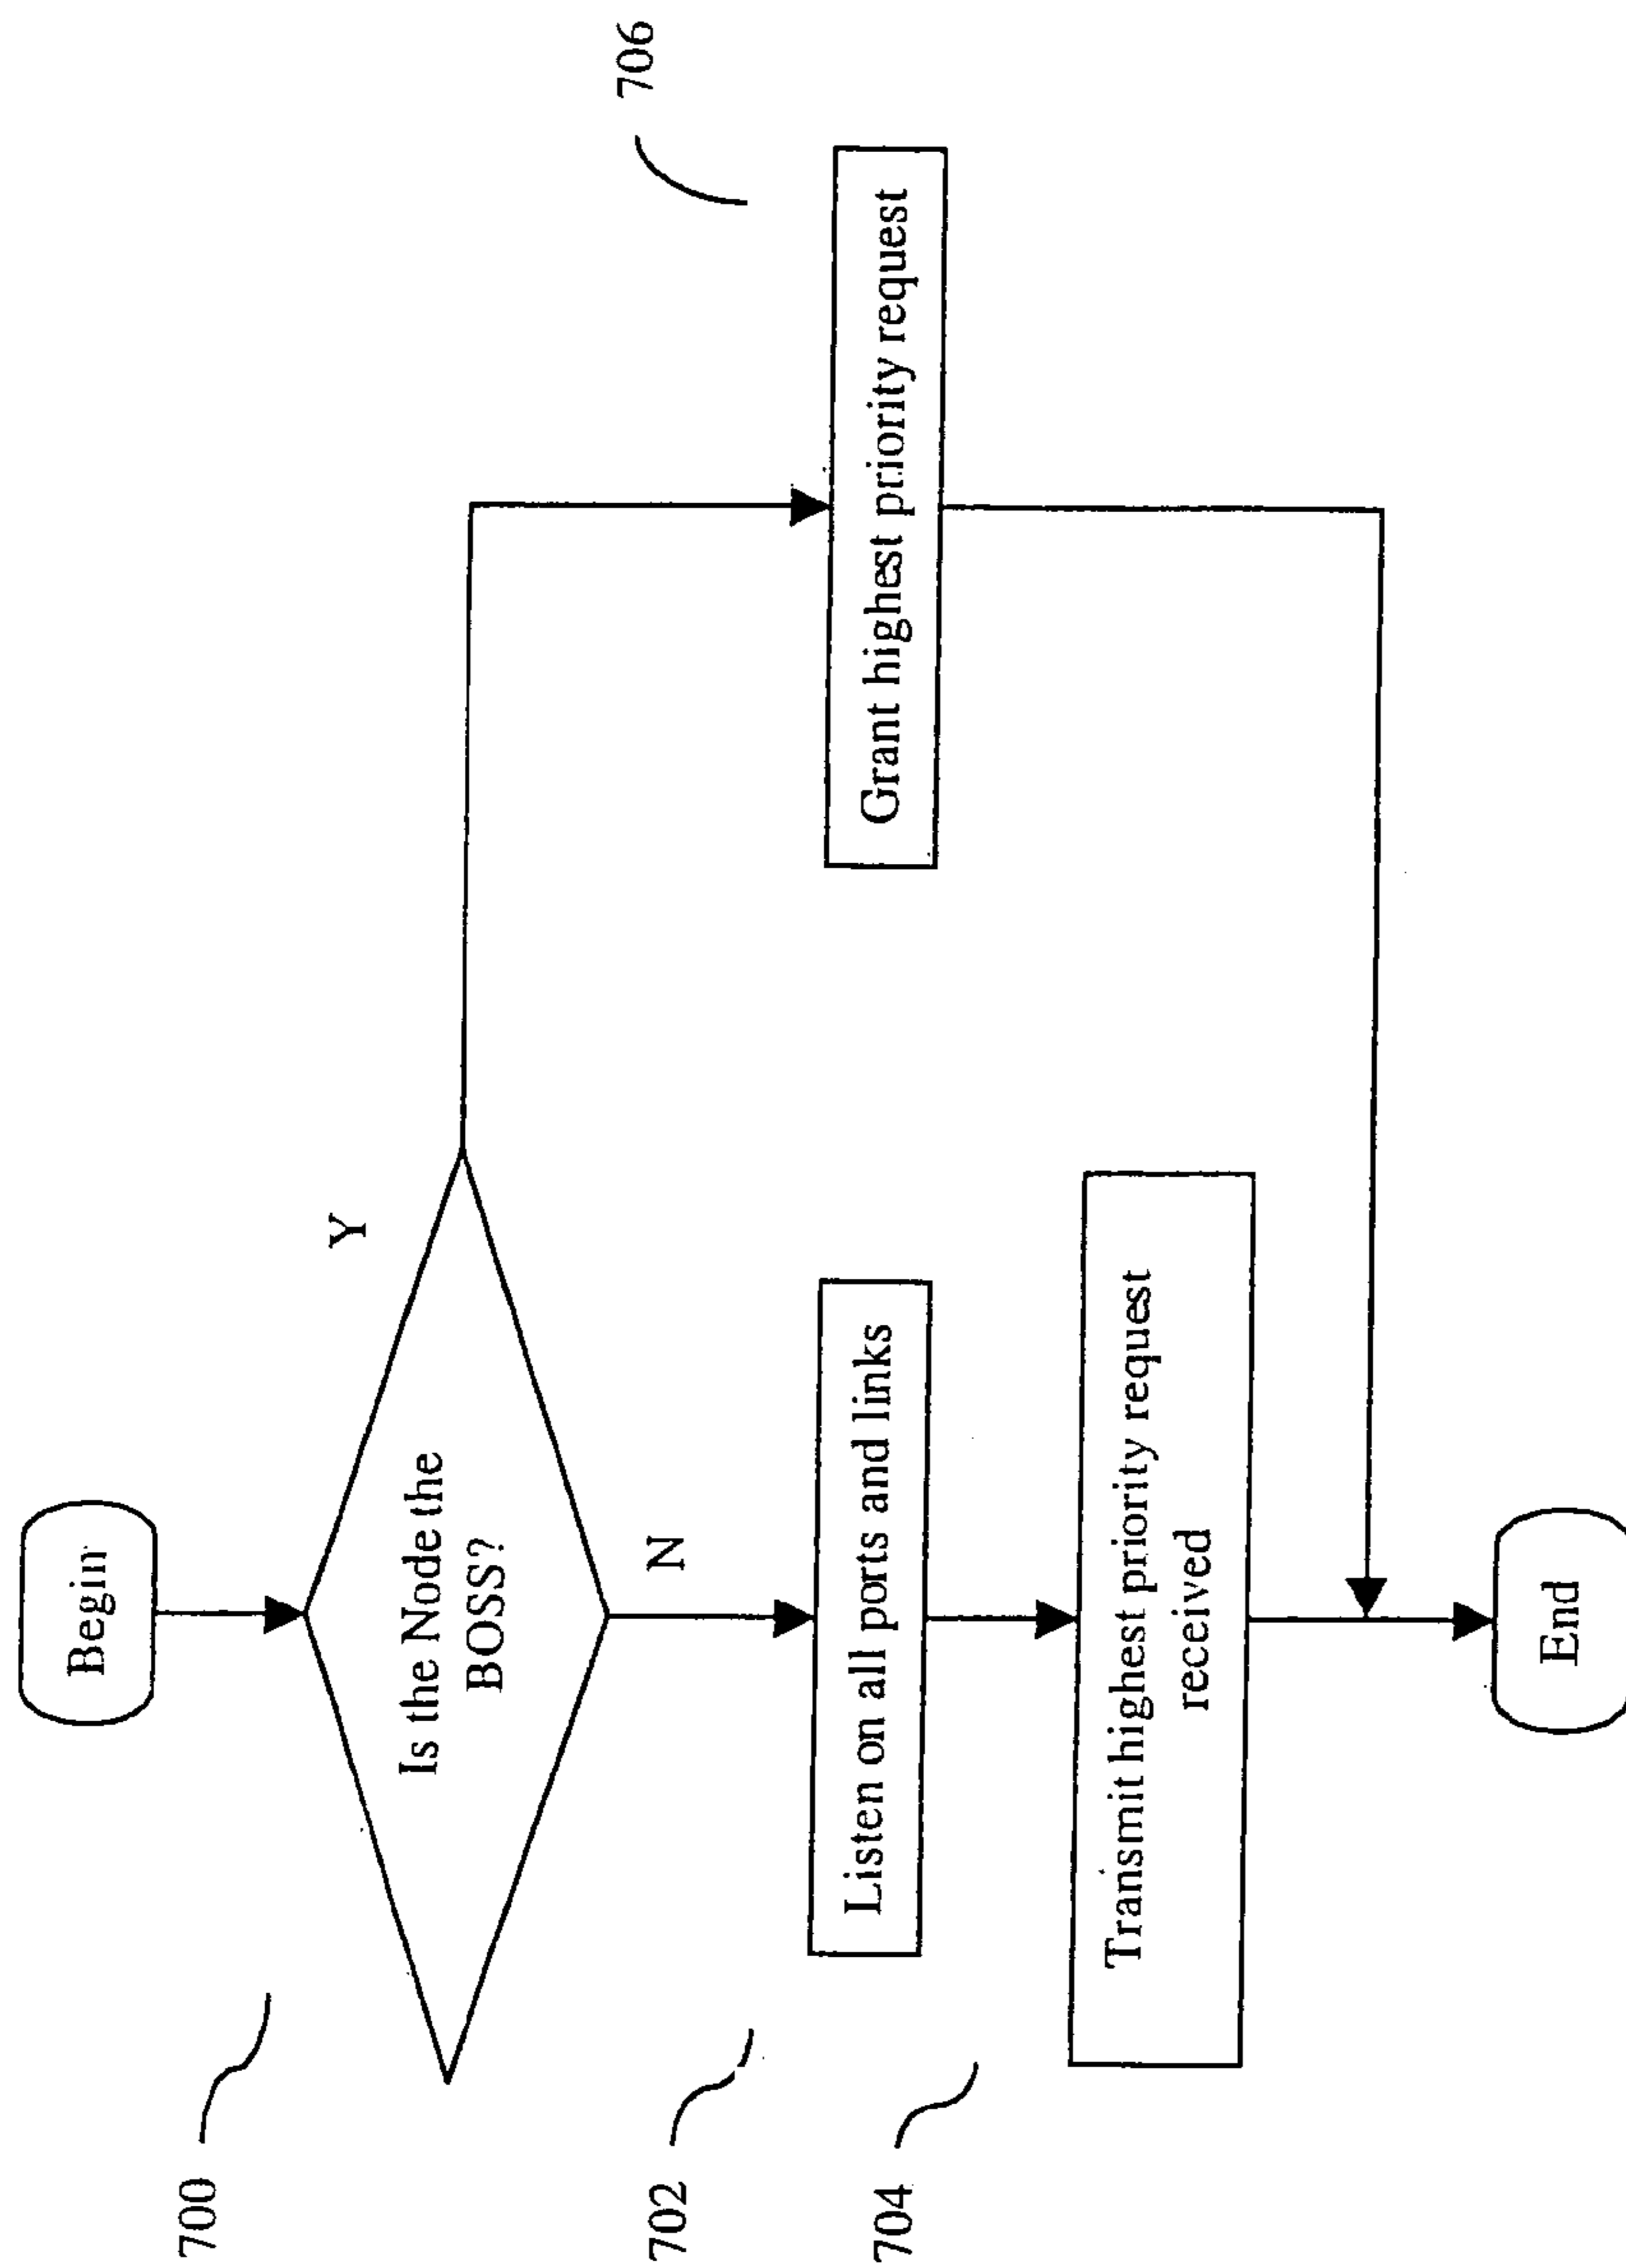 Begin
700
Is the Node the
BOSS?
Y
N
702
Listen on all ports and links
706
Grant highest priority request
704
Transmit highest priority request
received
End